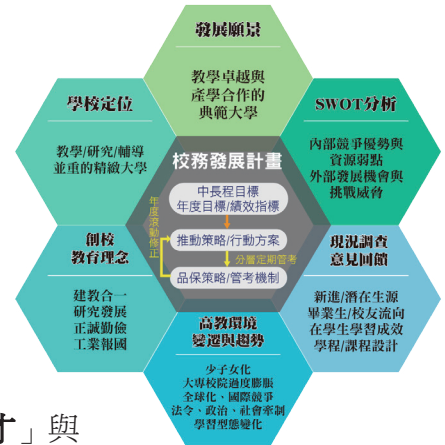 發展願景
教學卓越與
產學合作的
典範大學
學校定位
教學/研究/輔導
並重的精緻大學
SWOT分析
內部競爭優勢與
資源弱點
外部發展機會與
挑戰威脅
校務發展計畫
中長程目標
年度目標/績效指標
推動策略/行動方案
分層定期管考
品保策略/管考機制
年度滾動修正
創校
教育理念
建教合一
研究發展
正誠勤儉
工業報國
現況調查
意見回饋
新進/潛在生源
畢業生/校友流向
在學生學習成效
學程/課程設計
高教環境
變遷與趨勢
少子女化
大專校院過度膨脹
全球化、國際競爭
法令、政治、社會牽制
學習型態變化
才」與